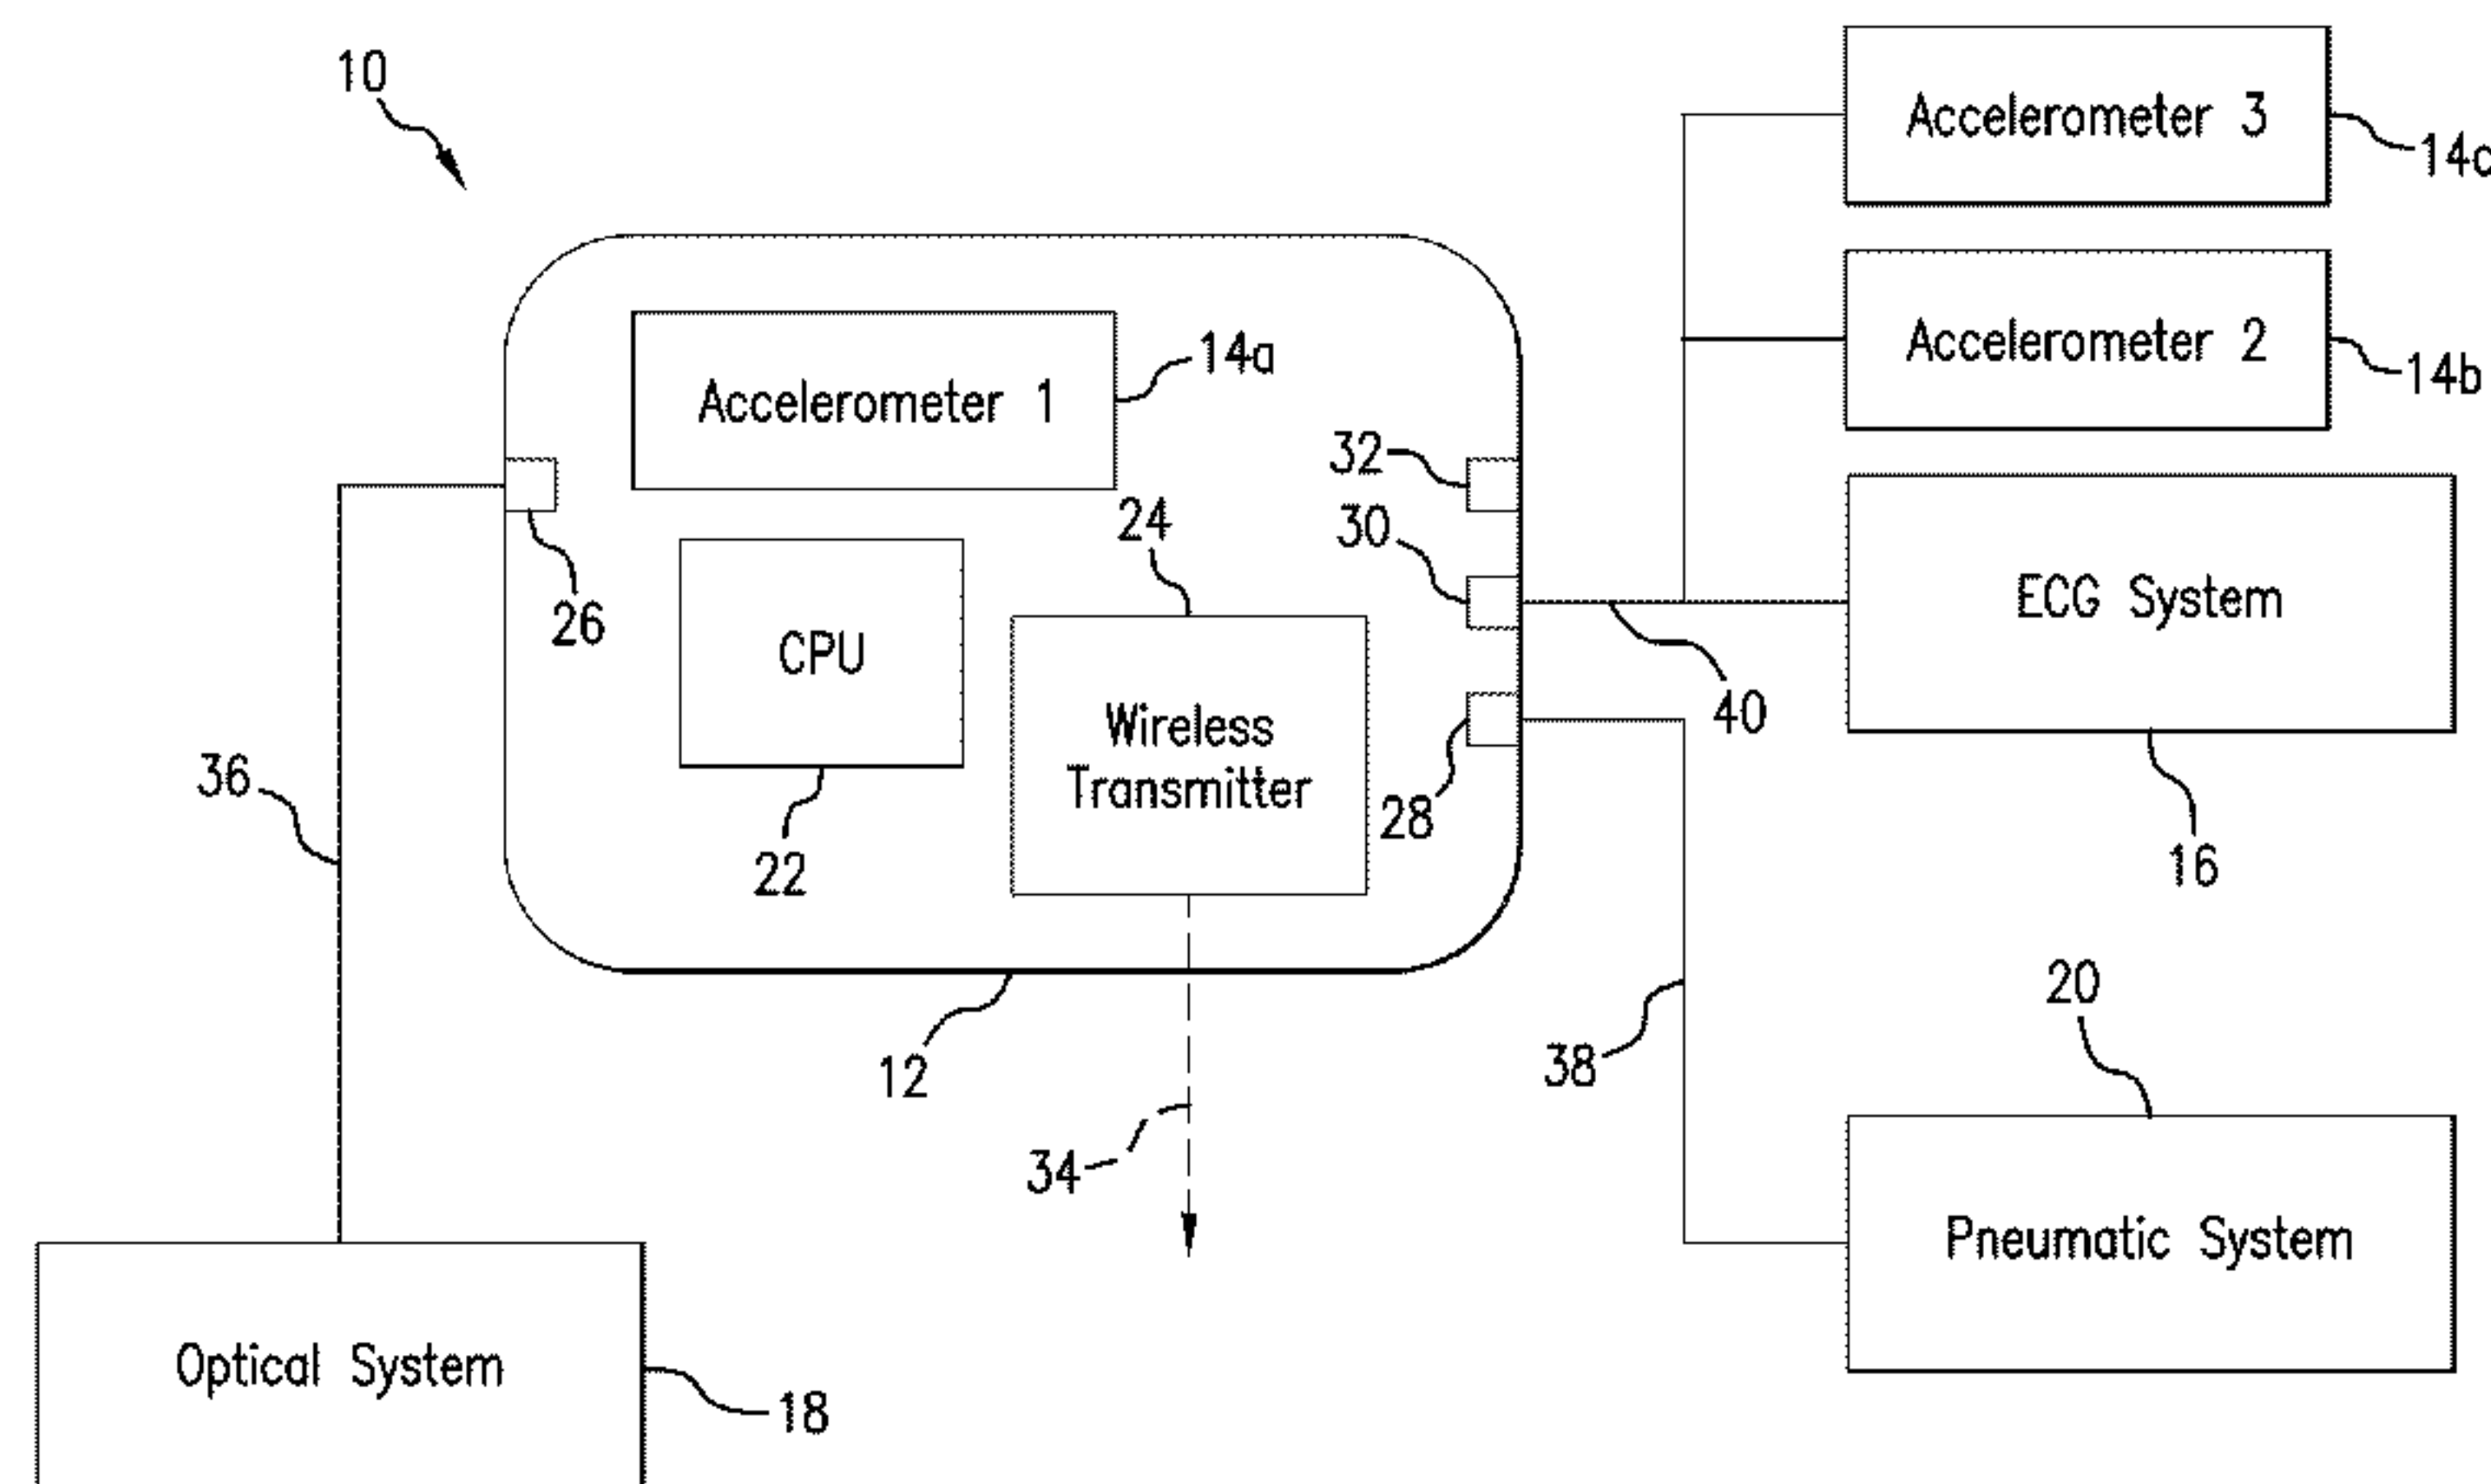 10
Accelerometer 3
14c
Accelerometer 2
14b
Accelerometer 1
14a
32
30
24
26
CPU
ECG System
40
Wireless
Transmitter
36
28
22
16
12
20
38
34
Pneumatic System
Optical System
18